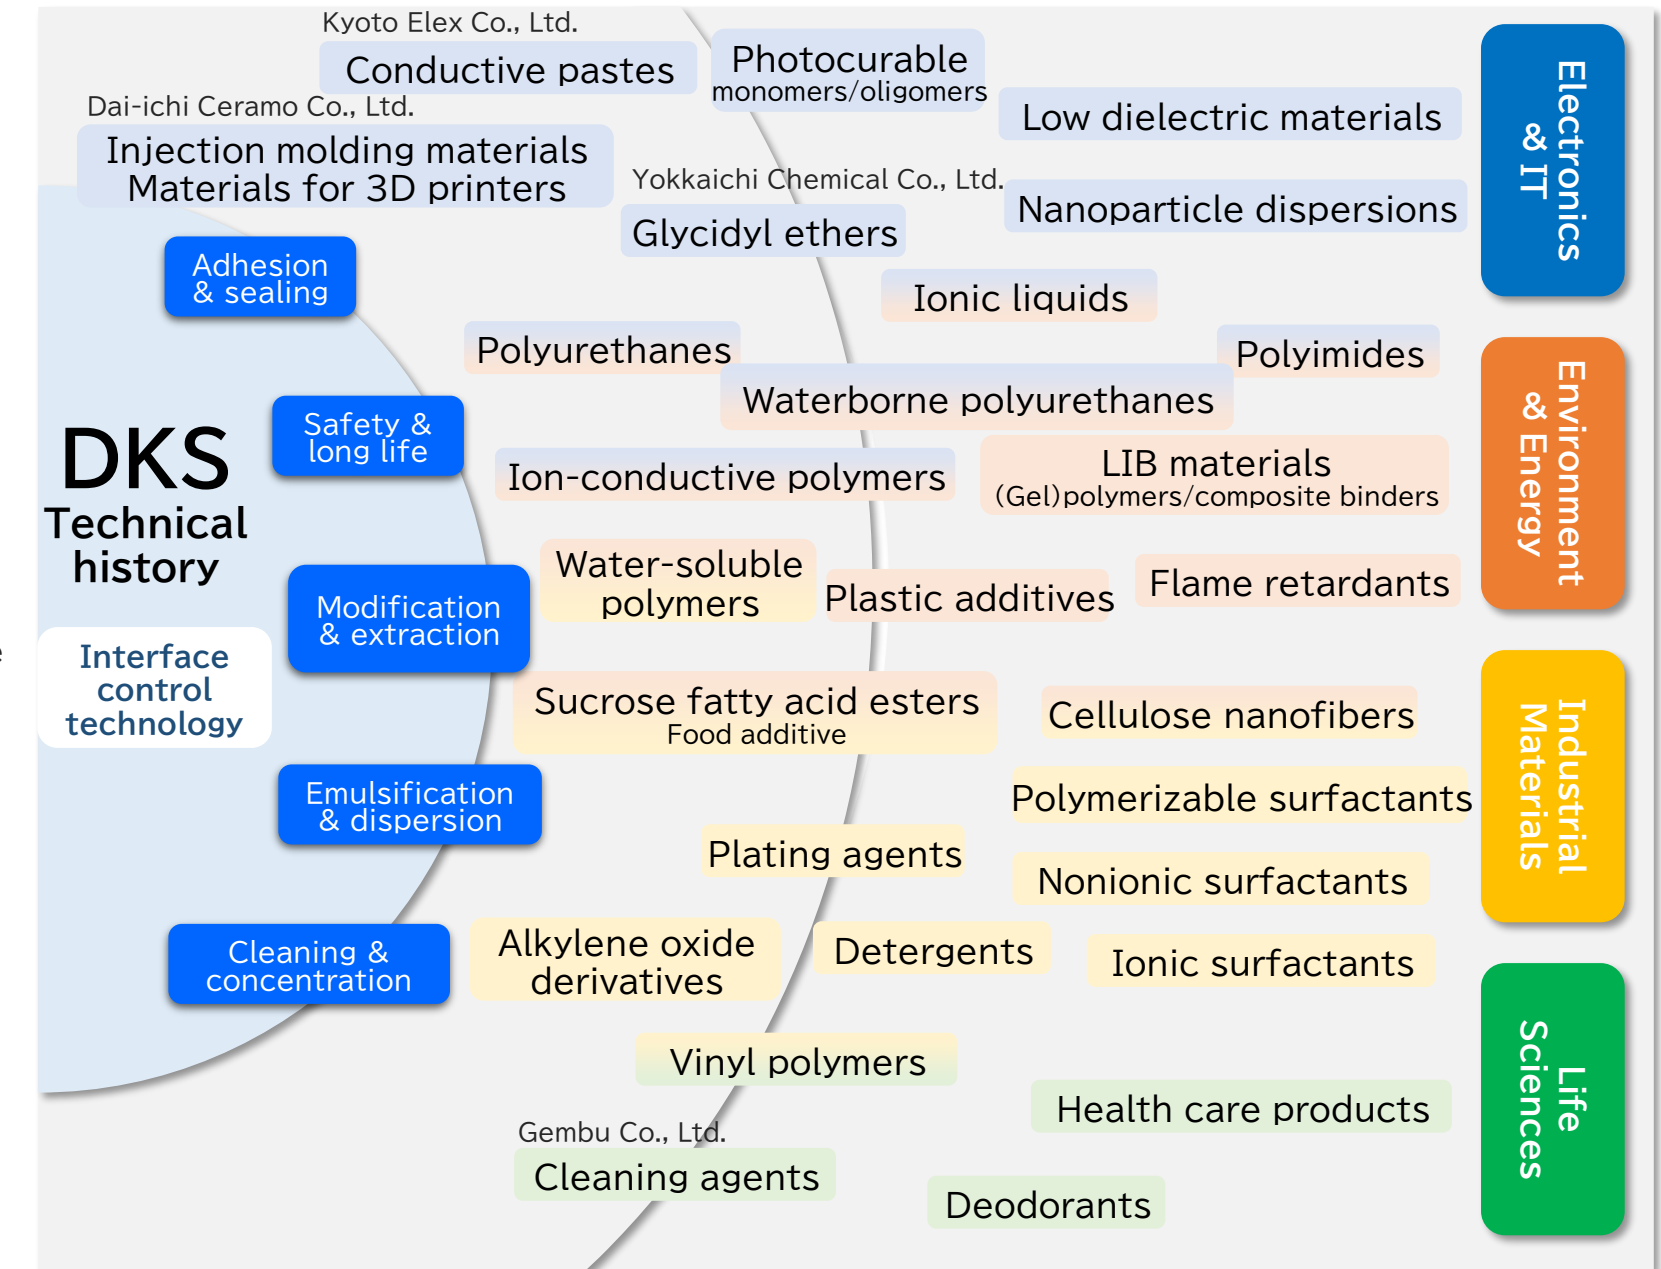 Kyoto Elex Co., Ltd.
Conductive pastes
Photocurable
monomers/oligomers
Dai-ichi Ceramo Co., Ltd.
Low dielectric materials
Injection molding materials
Materials for 3D printers
Yokkaichi Chemical Co., Ltd.
Nanoparticle dispersions
Glycidyl ethers
Electronics
& IT
Adhesion
& sealing
Ionic liquids
Polyurethanes
Polyimides
Waterborne polyurethanes
Safety &
long life
DKS
Technical
history
Ion-conductive polymers
LIB materials
(Gel)polymers/composite binders
Environment
& Energy
Water-soluble
polymers
Plastic additives
Flame retardants
Modification
& extraction
Interface
control
technology
e
Sucrose fatty acid esters
Food additive
Cellulose nanofibers
Industrial
Materials
Emulsification
& dispersion
Polymerizable surfactants
Plating agents
Nonionic surfactants
Cleaning &
concentration
Alkylene oxide
derivatives
Detergents
Ionic surfactants
Vinyl polymers
Life
Sciences
Health care products
Gembu Co., Ltd.
Cleaning agents
Deodorants